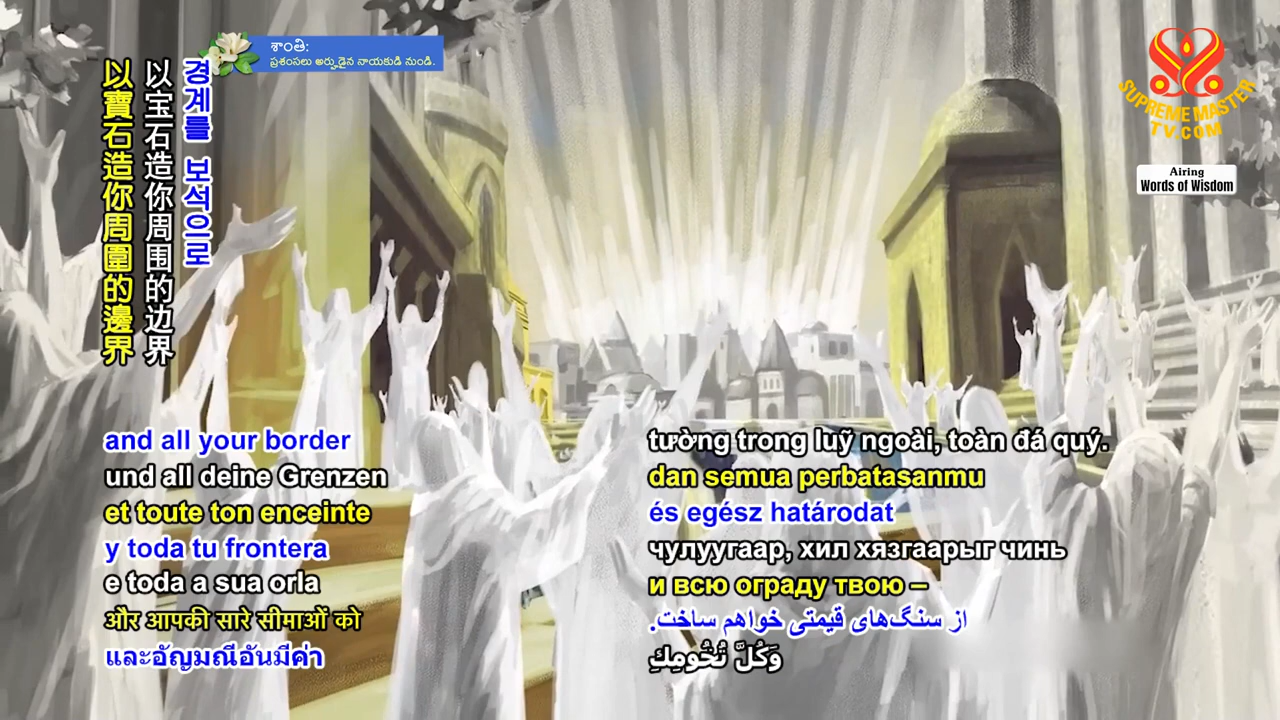 శాంతి:
ప్రశంసలు అర్హుడైన నాయకుడి నుండి.
SUPREME MASTER
TV.COM
Airing
Words of Wisdom
경계를 보석으로
以宝石造你周围的边界
以寶石造你周圍的邊界
and all your border
und all deine Grenzen
et toute ton enceinte
y toda tu frontera
e toda a sua orla
और आपकी सारे सीमाओं को
และอัญมณีอันมีค่า
tường trong luỹ ngoài, toàn đá quý.
dan semua perbatasanmu
és egész határodat
чулуугаар, хил хязгаарыг чинь
и всю ограду твою –
از سنگ‌های قیمتی خواهم ساخت.
وَكُلَّ تُخُومِكِ